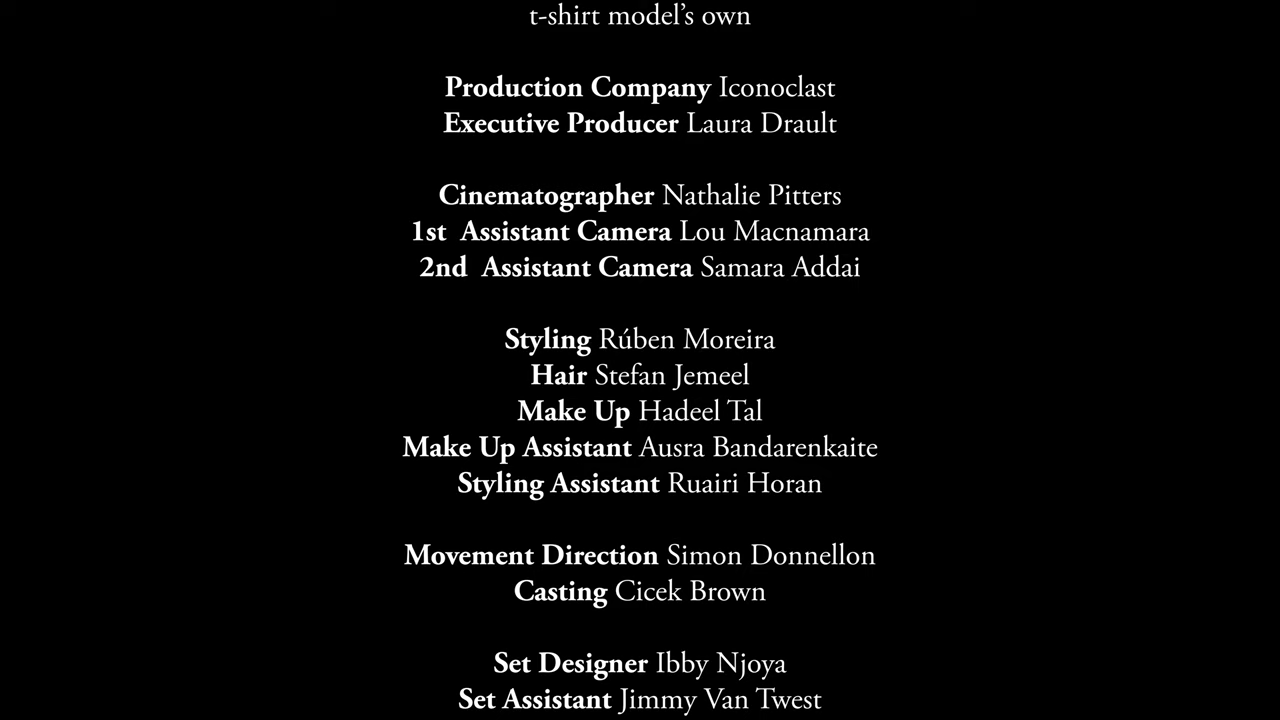 t-shirt model’s own
Production Company Iconoclast
Executive Producer Laura Drault
Cinematographer Nathalie Pitters
1st  Assistant Camera Lou Macnamara
2nd  Assistant Camera Samara Addai
Styling Rúben Moreira
Hair Stefan Jemeel
Make Up Hadeel Tal
Make Up Assistant Ausra Bandarenkaite
Styling Assistant Ruairi Horan
Movement Direction Simon Donnellon
Casting Cicek Brown
Set Designer Ibby Njoya
Set Assistant Jimmy Van Twest